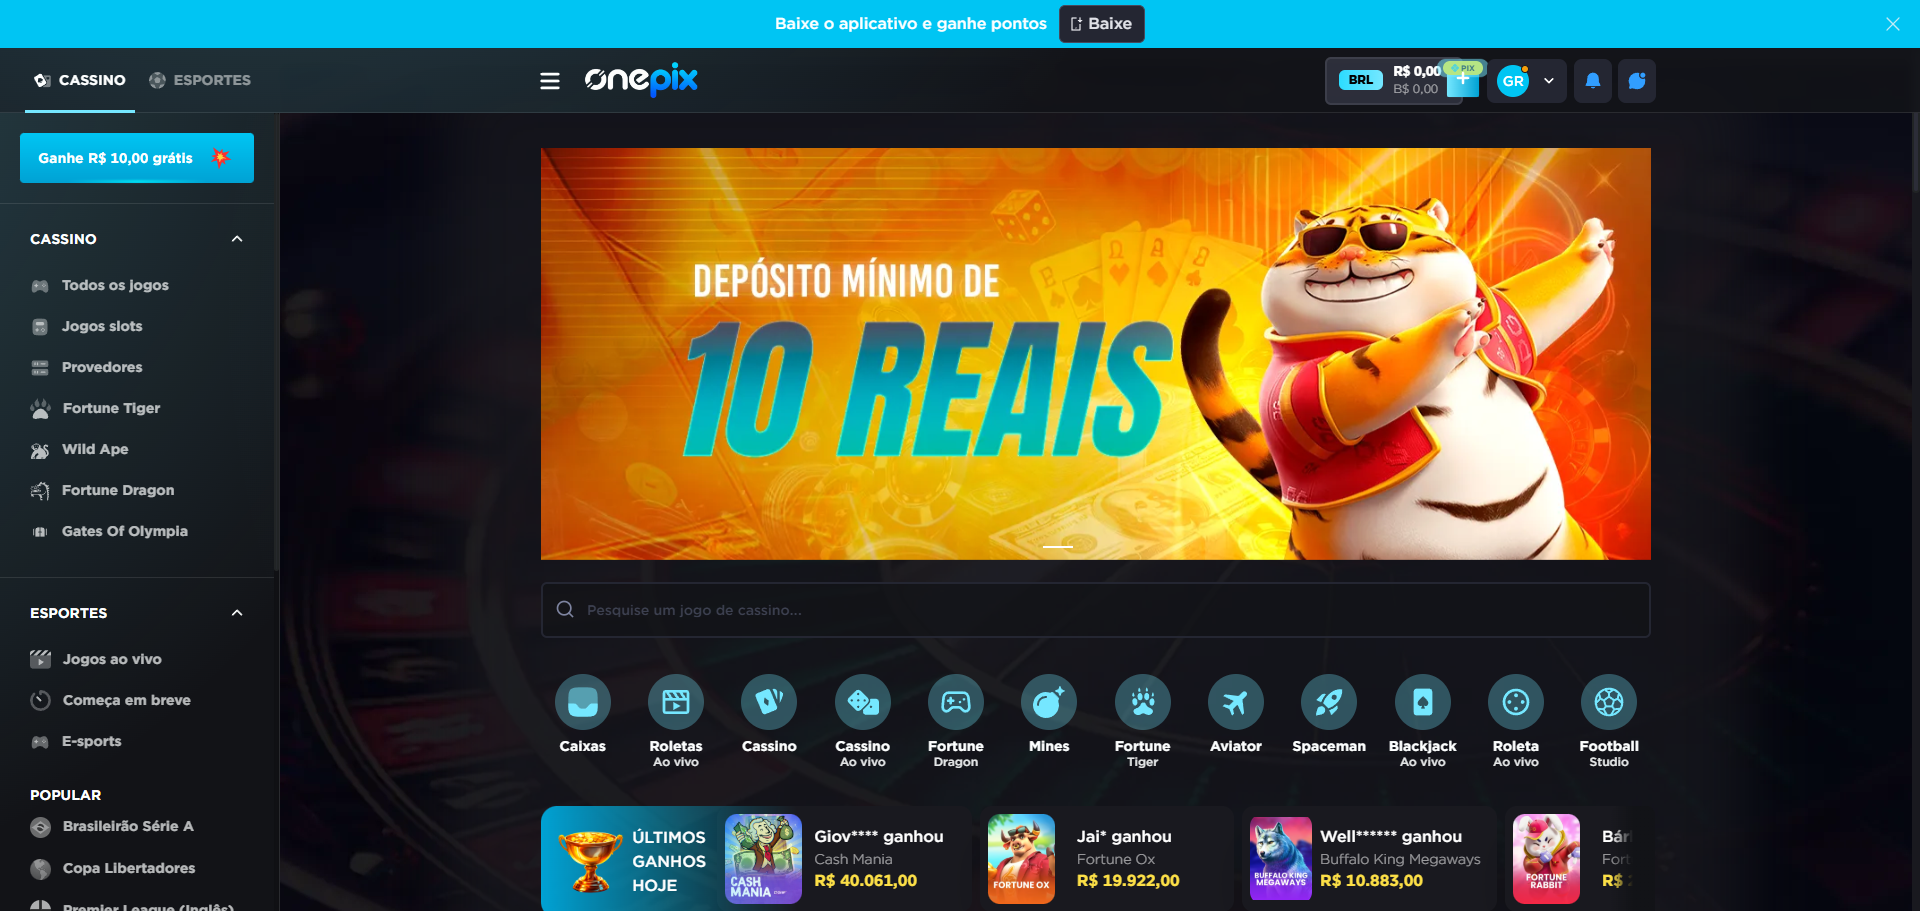 Baixe o aplicativo e ganhe pontos
Baixe
CASSINO
ESPORTES
onepix
BRL
R$ 0,00
B$ 0,00
PIX
+
GR
Ganhe R$ 10,00 grátis
CASSINO
Todos os jogos
Jogos slots
Provedores
Fortune Tiger
Wild Ape
Fortune Dragon
Gates Of Olympia
ESPORTES
Jogos ao vivo
Começa em breve
E-sports
POPULAR
Brasileirão Série A
Copa Libertadores
Premier League (Inglês)
DEPÓSITO MÍNIMO DE
10 REAIS
Pesquise um jogo de cassino...
Caixas
Roletas
Ao vivo
Cassino
Cassino
Ao vivo
Fortune
Dragon
Mines
Fortune
Tiger
Aviator
Spaceman
Blackjack
Ao vivo
Roleta
Ao vivo
Football
Studio
ÚLTIMOS
GANHOS
HOJE
CASH
MANIA
Giov**** ganhou
Cash Mania
R$ 40.061,00
FORTUNE OX
Jai* ganhou
Fortune Ox
R$ 19.922,00
BUFFALO KING
MEGAWAYS
Well****** ganhou
Buffalo King Megaways
R$ 10.883,00
FORTUNE
RABBIT
Bár
Fort
R$